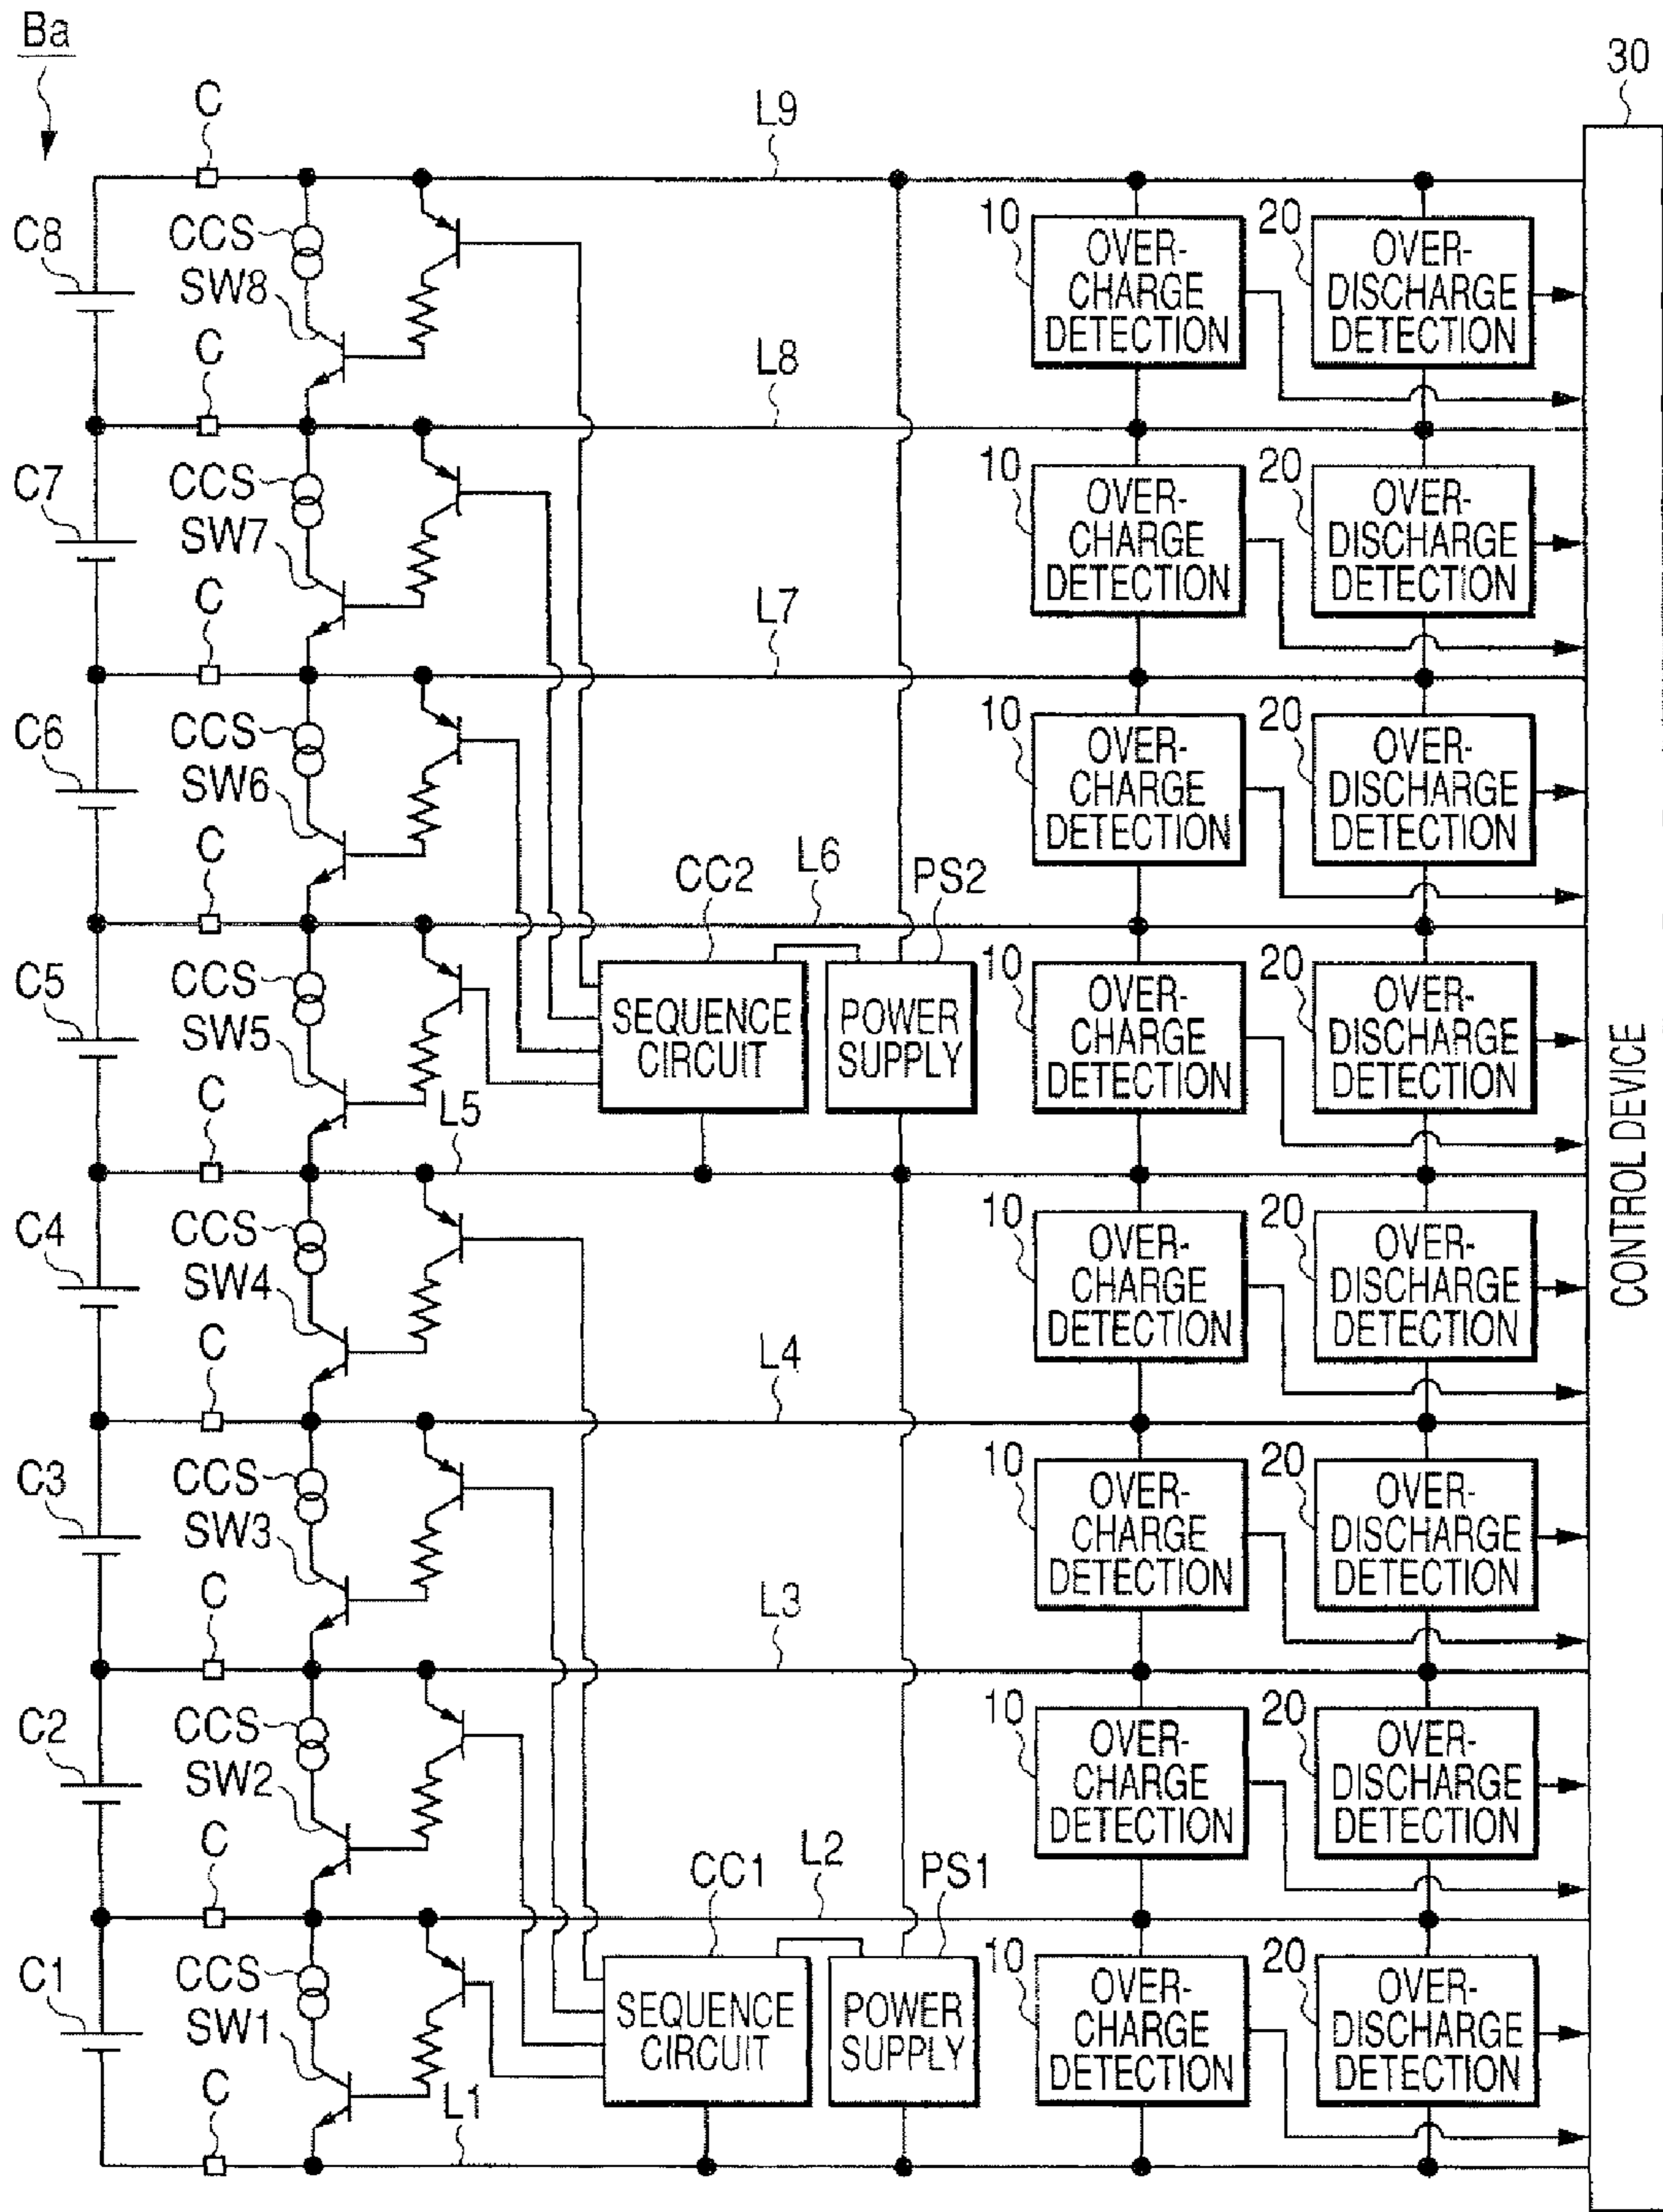 Ba
30
C
L9
C8
CCS
SW8
10
OVER-
CHARGE
DETECTION
20
OVER-
DISCHARGE
DETECTION
C
L8
C7
CCS
SW7
10
OVER-
CHARGE
DETECTION
20
OVER-
DISCHARGE
DETECTION
C
L7
C6
CCS
SW6
10
OVER-
CHARGE
DETECTION
20
OVER-
DISCHARGE
DETECTION
C
CC2
L6
PS2
C5
CCS
SW5
SEQUENCE
CIRCUIT
POWER
SUPPLY
10
OVER-
CHARGE
DETECTION
20
OVER-
DISCHARGE
DETECTION
CONTROL DEVICE
C
L5
C4
CCS
SW4
10
OVER-
CHARGE
DETECTION
20
OVER-
DISCHARGE
DETECTION
C
L4
C3
CCS
SW3
10
OVER-
CHARGE
DETECTION
20
OVER-
DISCHARGE
DETECTION
C
L3
C2
CCS
SW2
10
OVER-
CHARGE
DETECTION
20
OVER-
DISCHARGE
DETECTION
C
CC1
L2
PS1
C1
CCS
SW1
SEQUENCE
CIRCUIT
POWER
SUPPLY
10
OVER-
CHARGE
DETECTION
20
OVER-
DISCHARGE
DETECTION
C
L1